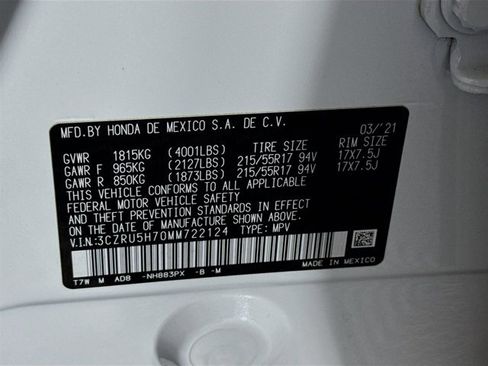 MFD.BY HONDA DE MEXICO S.A. DE C.V. 03/'21
GVWR 1815KG (4001LBS) TIRE SIZE RIM SIZE
GAWR F 965KG (2127LBS) 215/55R17 94V 17X7.5J
GAWR R 850KG (1873LBS) 215/55R17 94V 17X7.5J
THIS VEHICLE CONFORMS TO ALL APPLICABLE
FEDERAL MOTOR VEHICLE SAFETY
AND THEFT PREVENTION STANDARDS IN EFFECT
ON THE DATE OF MANUFACTURE SHOWN ABOVE.
V.I.N.:3CZRU5H70MM722124 TYPE: MPV
T7W M AD8 -NH883PX -B -M
MADE IN MEXICO